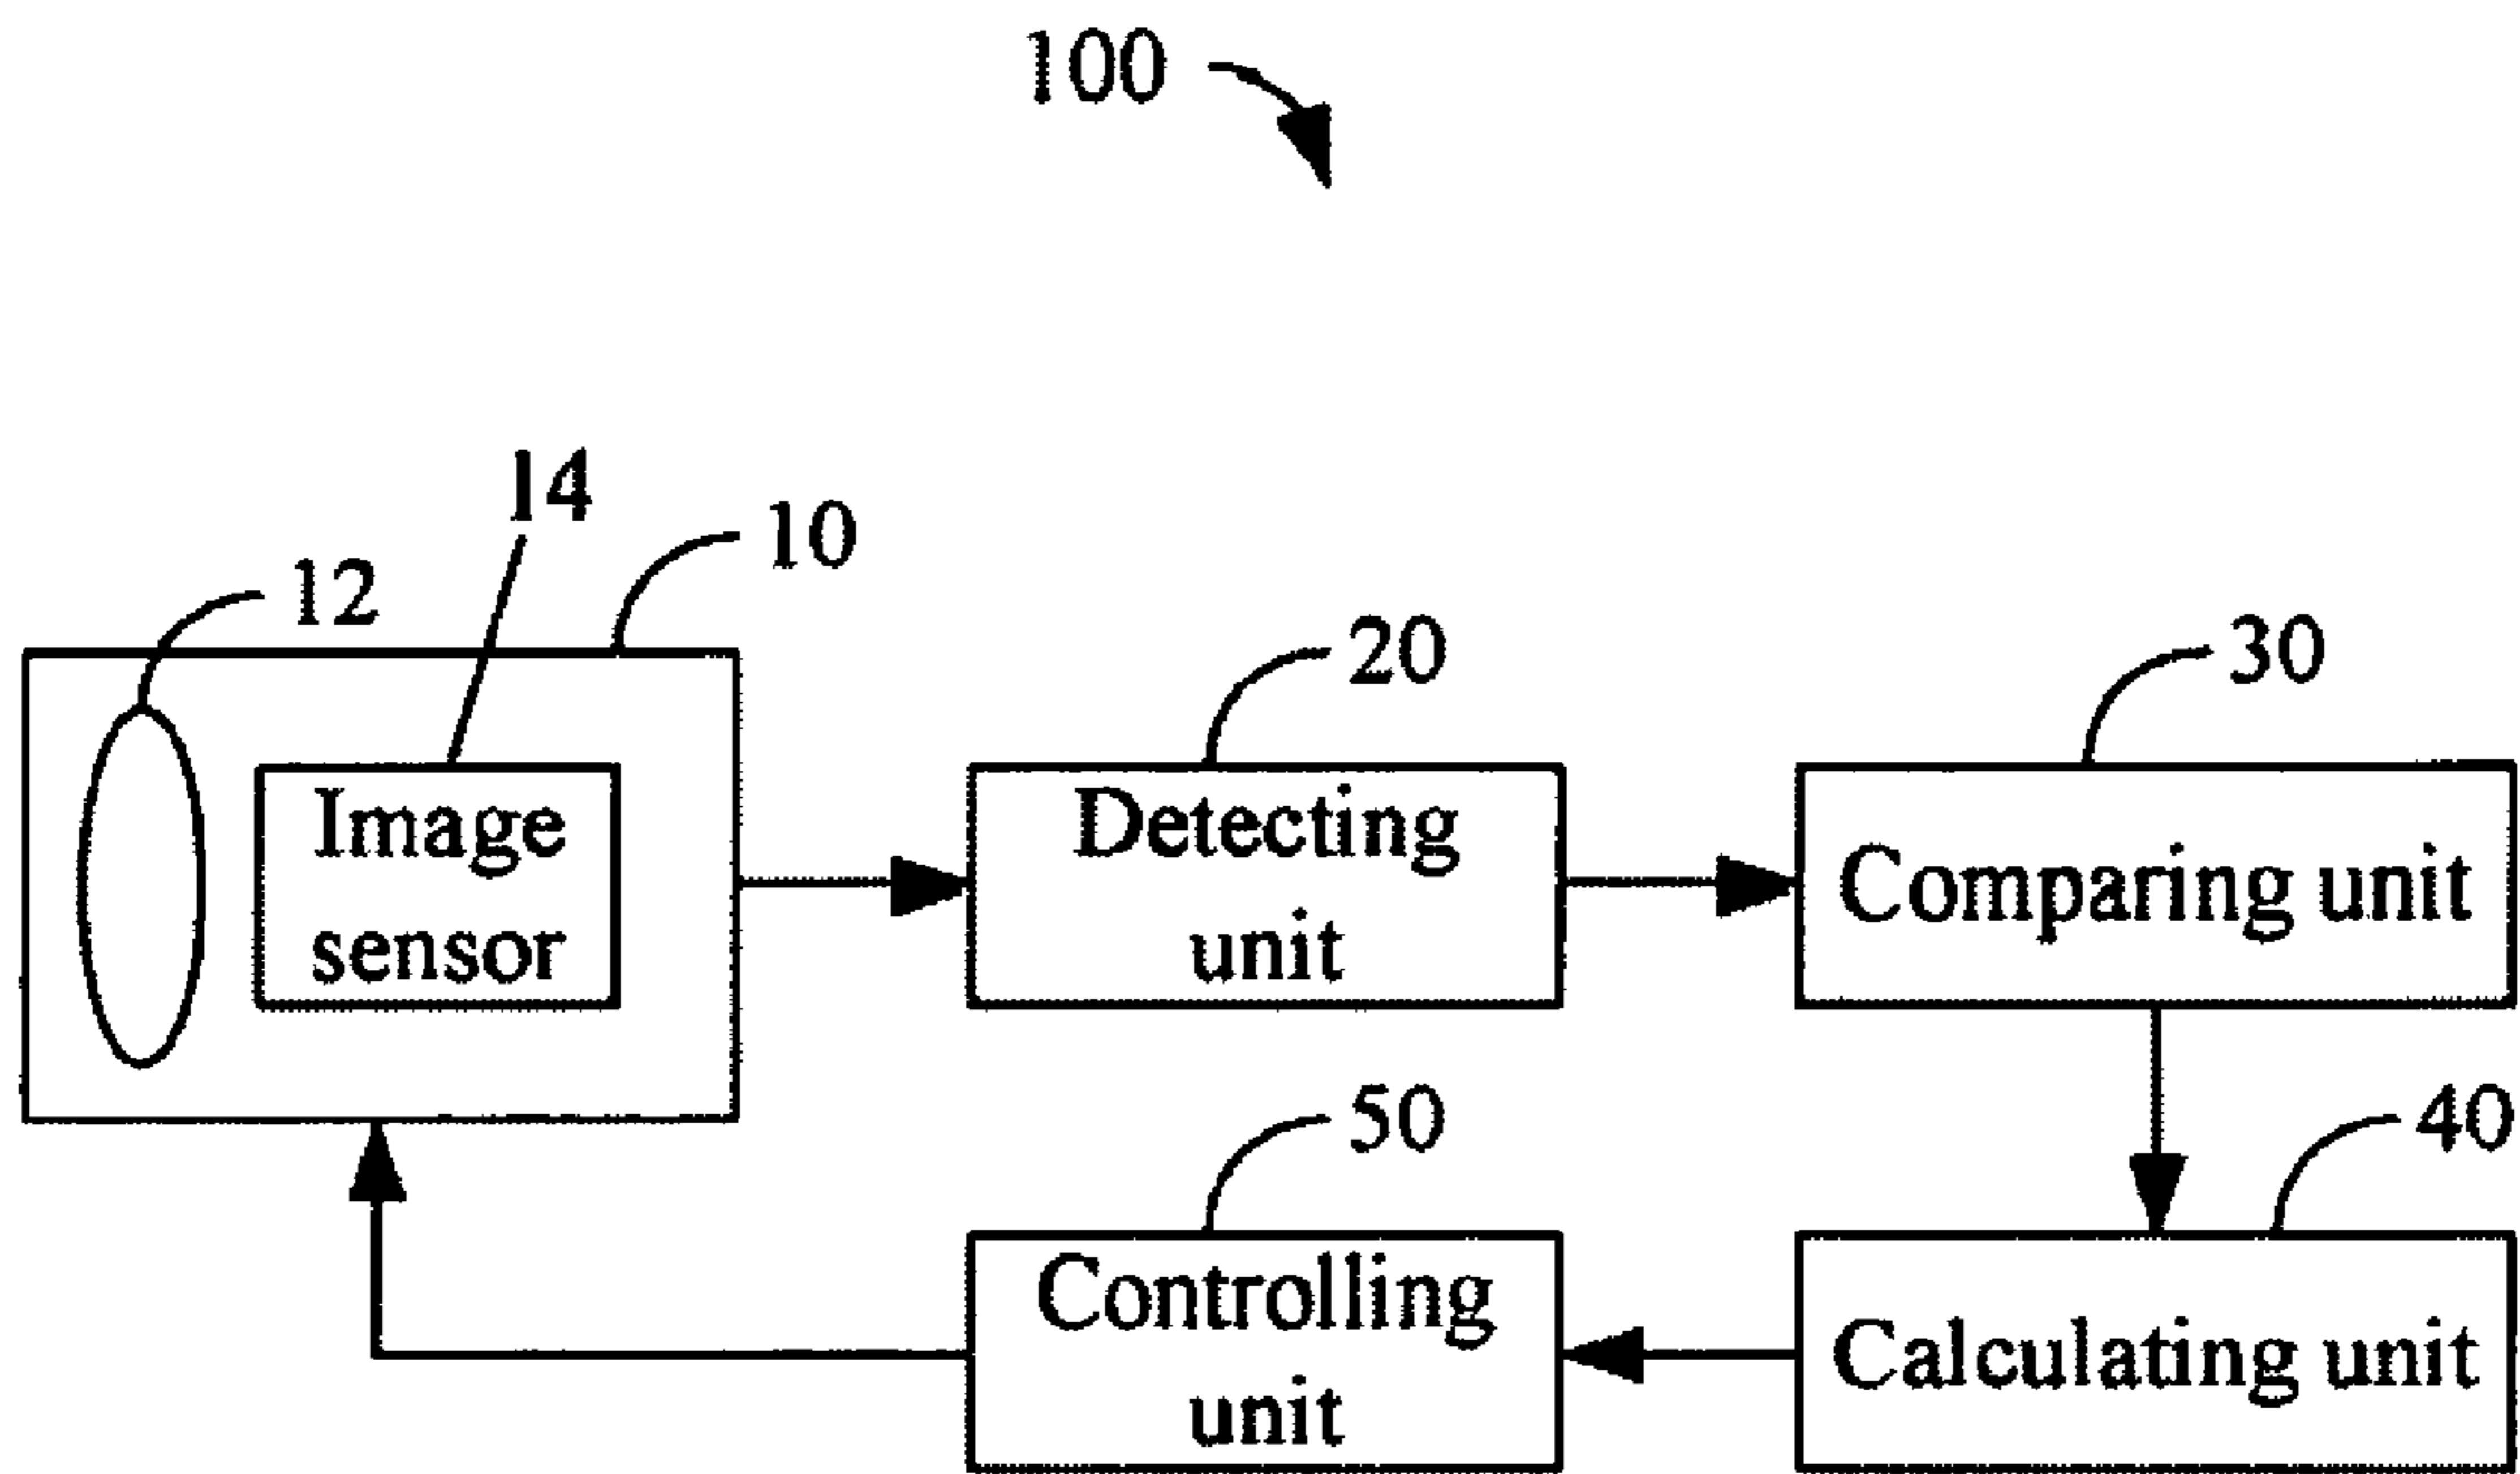 100
14
10
12
20
30
Image
sensor
Detecting
unit
Comparing unit
50
40
Controlling
unit
Calculating unit